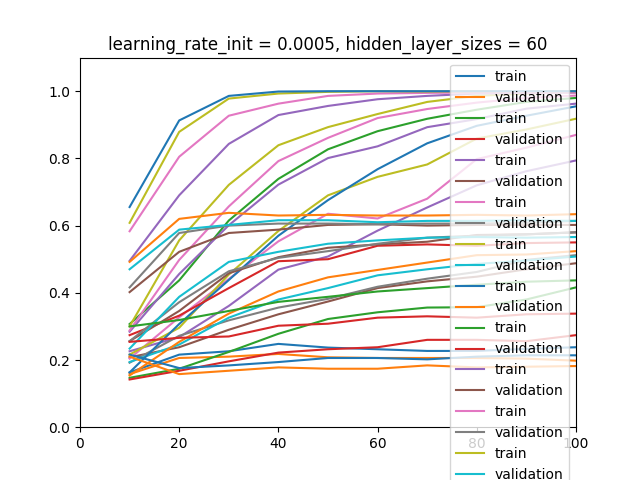 learning_rate_init = 0.0005, hidden_layer_sizes = 60
1.0
0.8
0.6
0.4
0.2
0.0
0
20
40
60
80
100
train
validation
train
validation
train
validation
train
validation
train
validation
train
validation
train
validation
train
validation
train
validation
train
validation